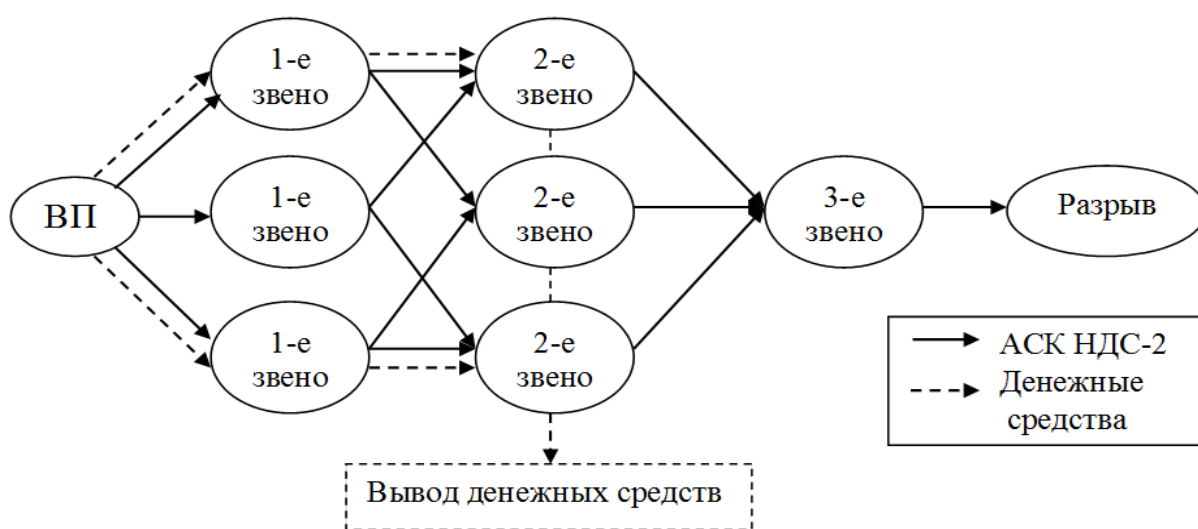 1-е
звено
2-е
звено
ВП
1-е
звено
2-е
звено
3-е
звено
Разрыв
1-е
звено
2-е
звено
АСК НДС-2
Денежные
средства
Вывод денежных средств